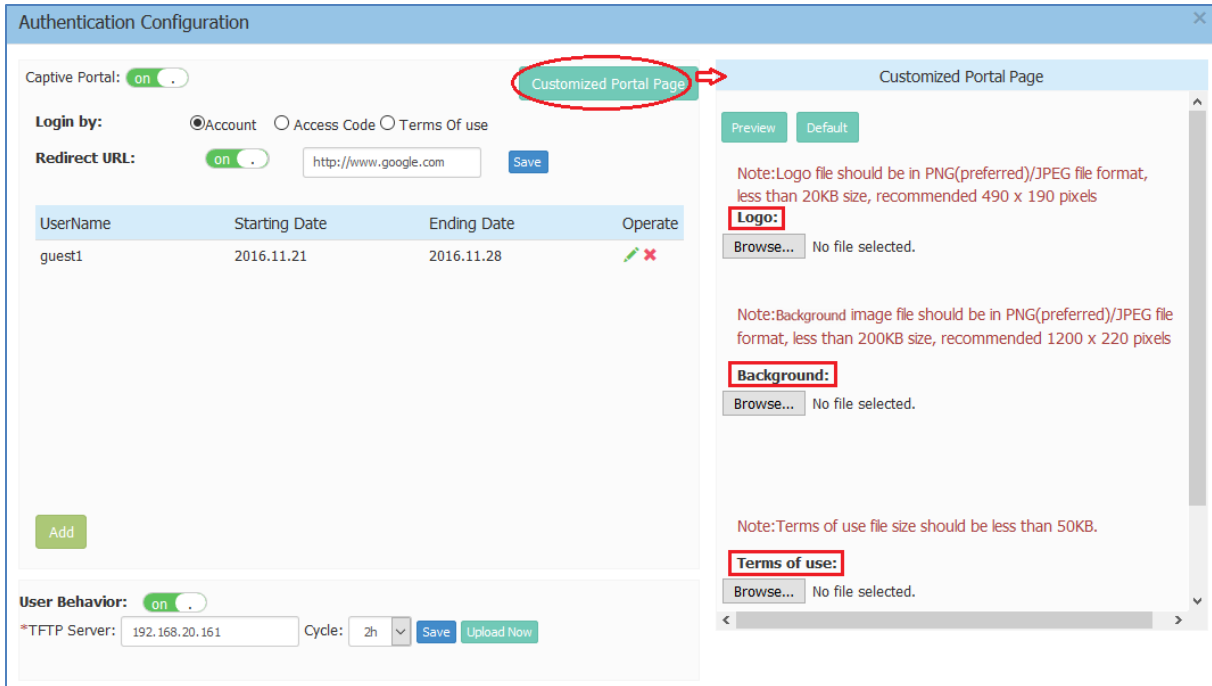 Authentication Configuration
Captive Portal: on .
Customized Portal Page
Login by: Account Access Code Terms Of use
Redirect URL: on . http://www.google.com Save
UserName Starting Date Ending Date Operate
guest1 2016.11.21 2016.11.28
Add
User Behavior: on .
*TFTP Server: 192.168.20.161 Cycle: 2h Save Upload Now
Customized Portal Page
Preview Default
Note:Logo file should be in PNG(preferred)/JPEG file format,
less than 20KB size, recommended 490 x 190 pixels
Logo:
Browse... No file selected.
Note:Background image file should be in PNG(preferred)/JPEG file
format, less than 200KB size, recommended 1200 x 220 pixels
Background:
Browse... No file selected.
Note:Terms of use file size should be less than 50KB.
Terms of use:
Browse... No file selected.